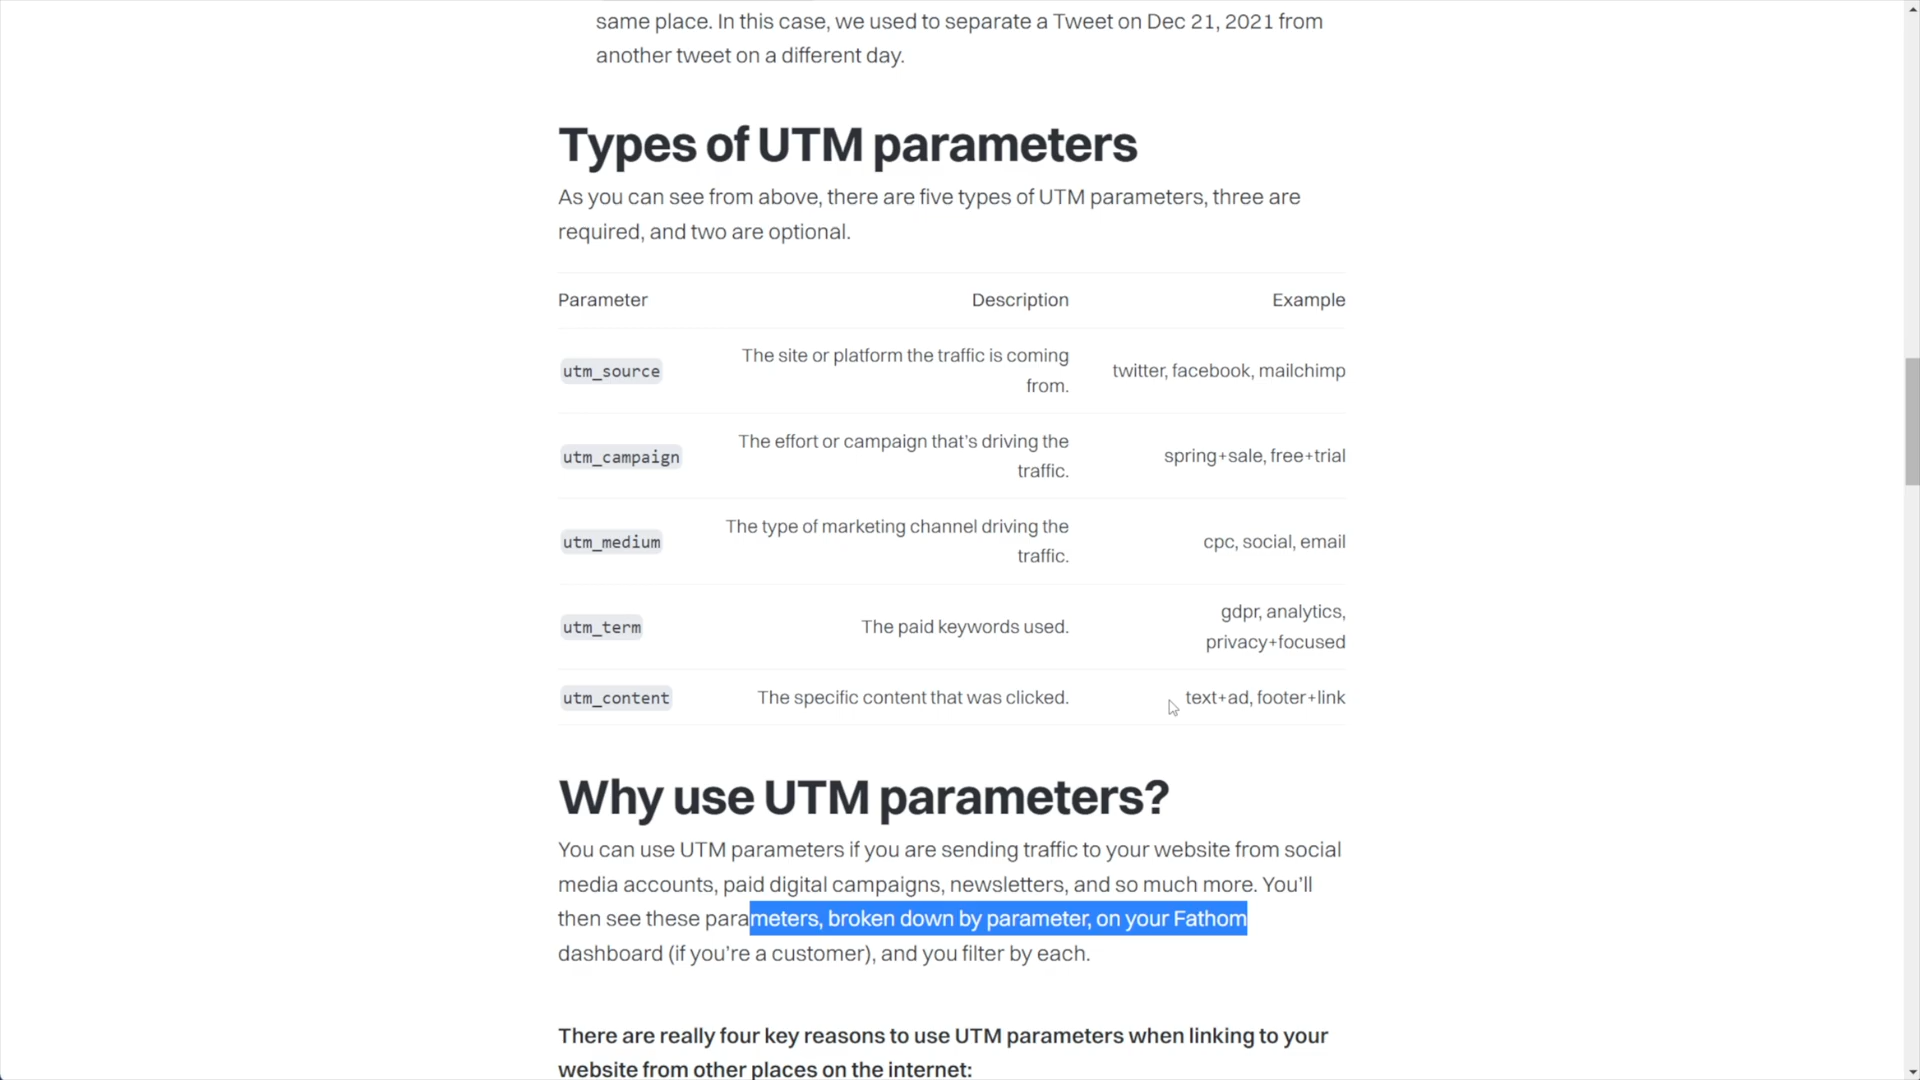 same place. In this case, we used to separate a Tweet on Dec 21, 2021 from
another tweet on a different day.
Types of UTM parameters
As you can see from above, there are five types of UTM parameters, three are
required, and two are optional.
Parameter Description Example
utm_source The site or platform the traffic is coming from. twitter, facebook, mailchimp
utm_campaign The effort or campaign that's driving the traffic. spring+sale, free+trial
utm_medium The type of marketing channel driving the traffic. cpc, social, email
utm_term The paid keywords used. gdpr, analytics, privacy+focused
utm_content The specific content that was clicked. text+ad, footer+link
Why use UTM parameters?
You can use UTM parameters if you are sending traffic to your website from social
media accounts, paid digital campaigns, newsletters, and so much more. You'll
then see these parameters, broken down by parameter, on your Fathom
dashboard (if you're a customer), and you filter by each.
There are really four key reasons to use UTM parameters when linking to your
website from other places on the internet: